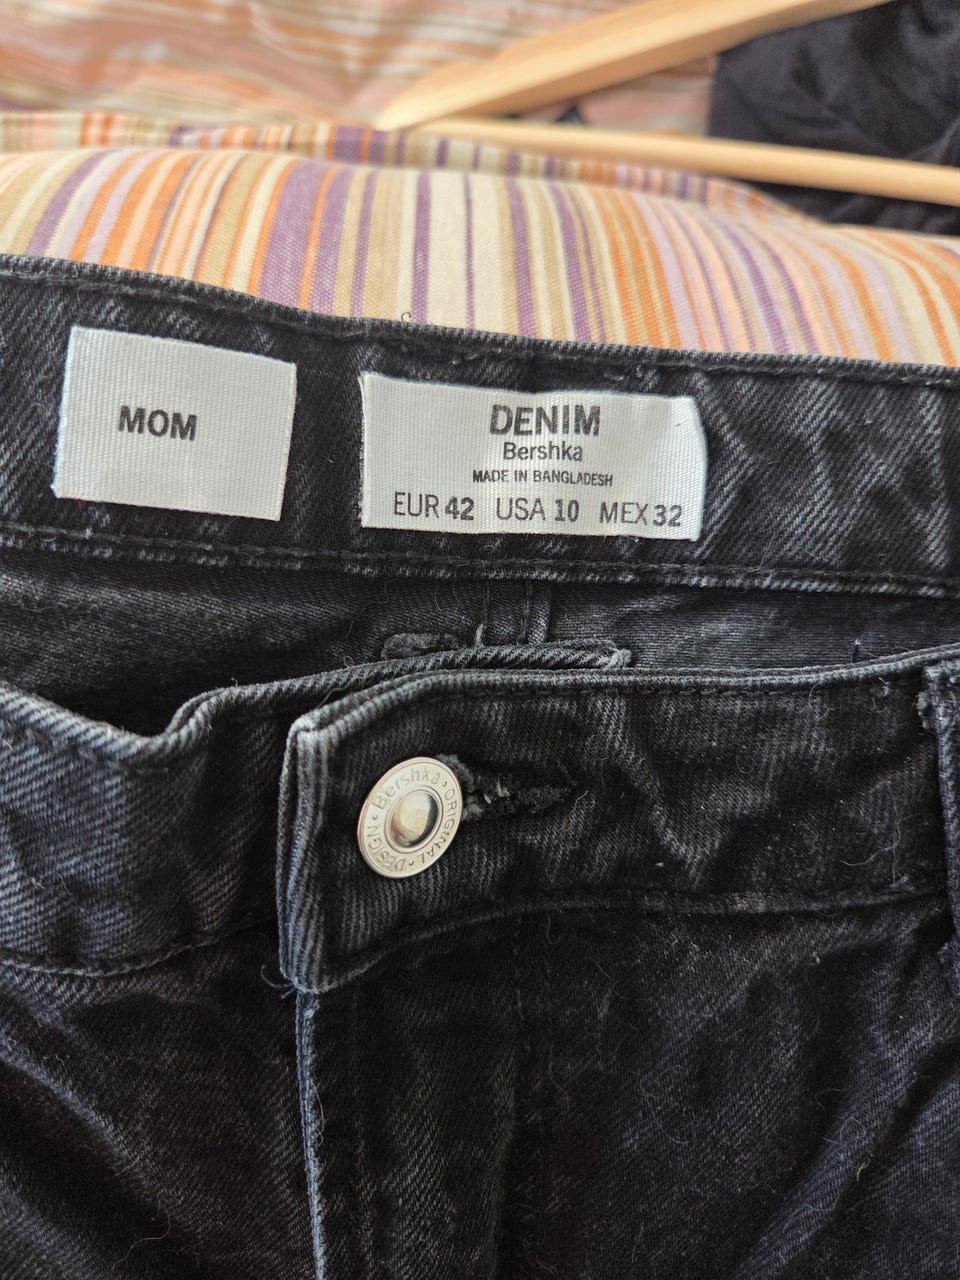 MOM
DENIM
Bershka
MADE IN BANGLADESH
EUR 42 USA 10 MEX 32
Bershka • ORIGINAL • DESIGN •